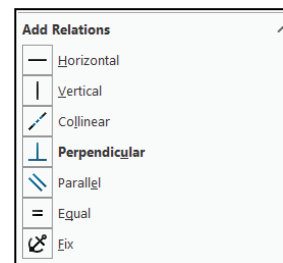 Add Relations
Horizontal
Vertical
Collinear
Perpendicular
Parallel
Equal
Fix